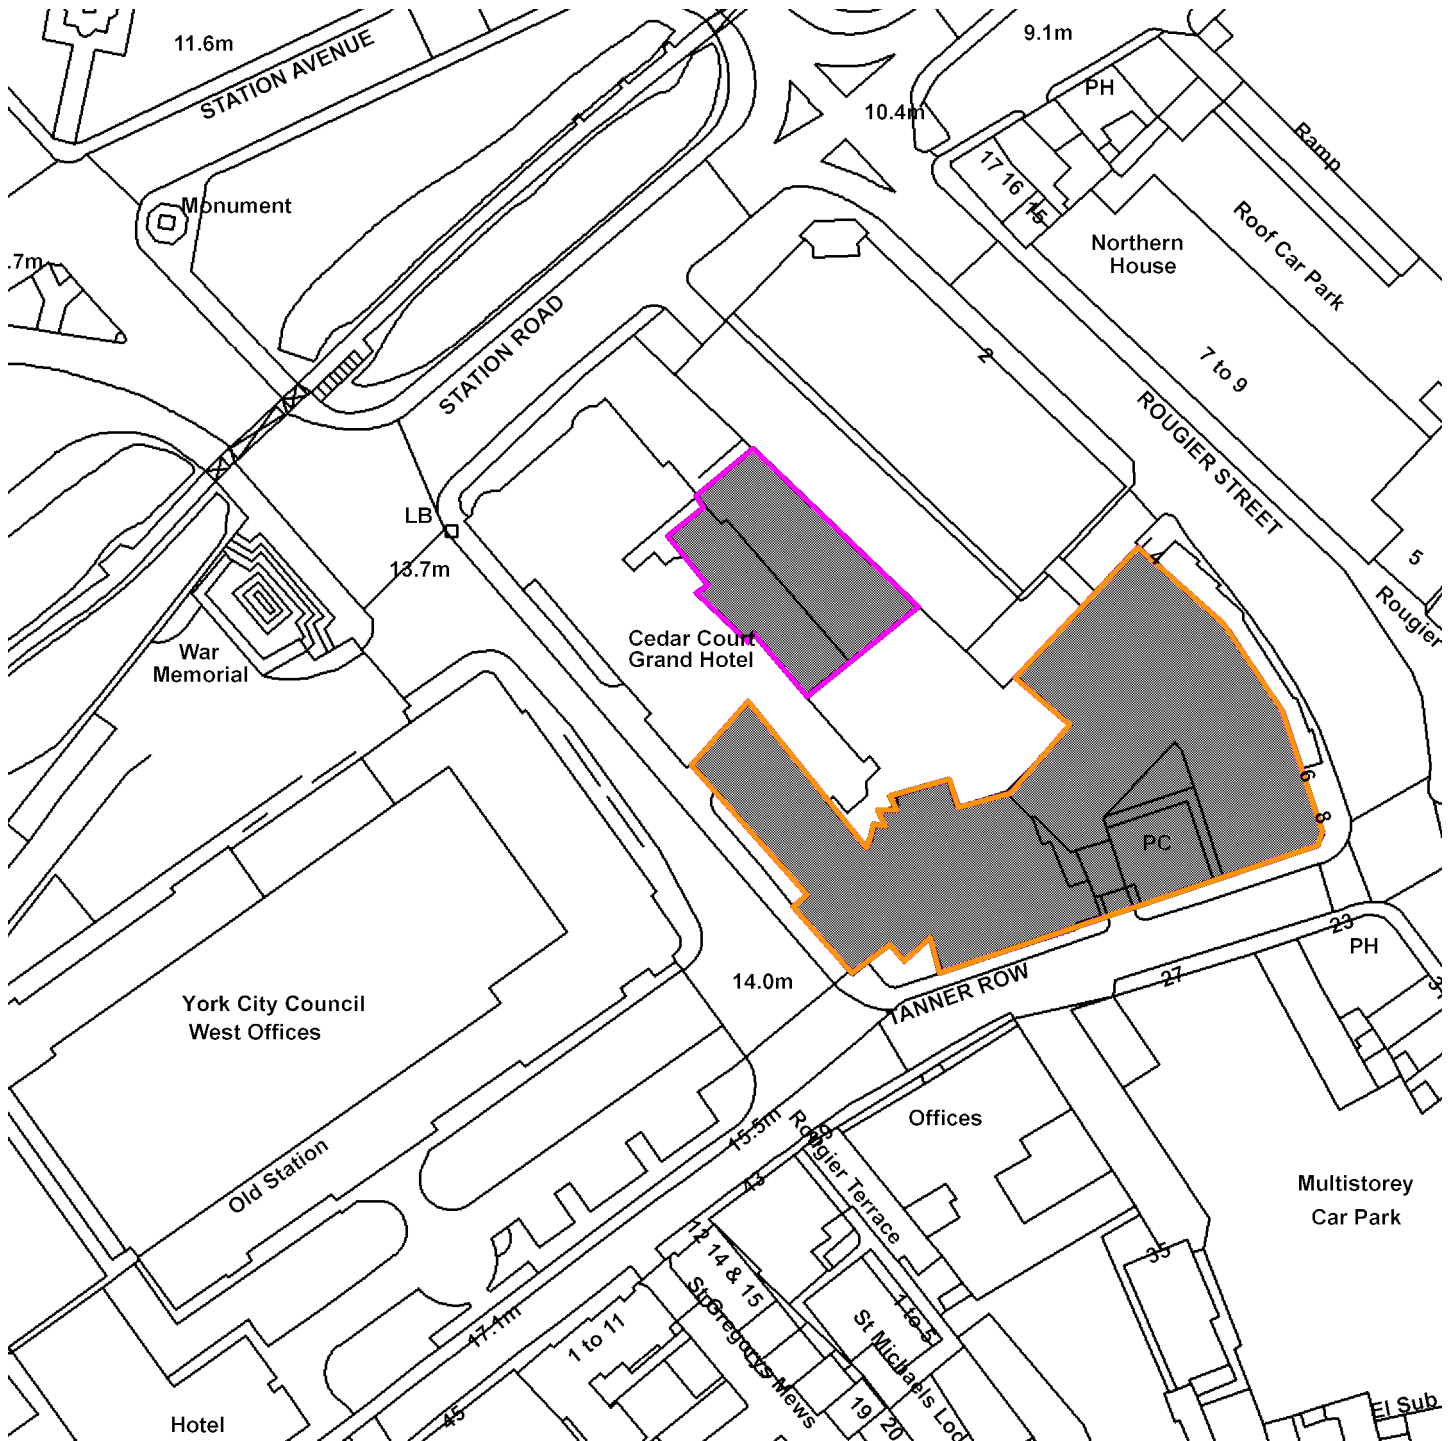 11.6m
STATION AVENUE
9.1m
PH
10.4m
Ramp
17 16 15
Monument
Roof Car Park
Northern
House
.7m
STATION ROAD
2
7 to 9
ROUGIER STREET
LB
13.7m
4
5
Rougier
War
Memorial
Cedar Court
Grand Hotel
6
8
PC
23
PH
27
14.0m
TANNER ROW
York City Council
West Offices
Offices
15.5m
Rougier Terrace
Old Station
43
Multistorey
Car Park
12 14 & 15
35
St Gregorys Mews
1 to 5
St Michaels Lod
17.1m
1 to 11
19
20
45
Hotel
El Sub